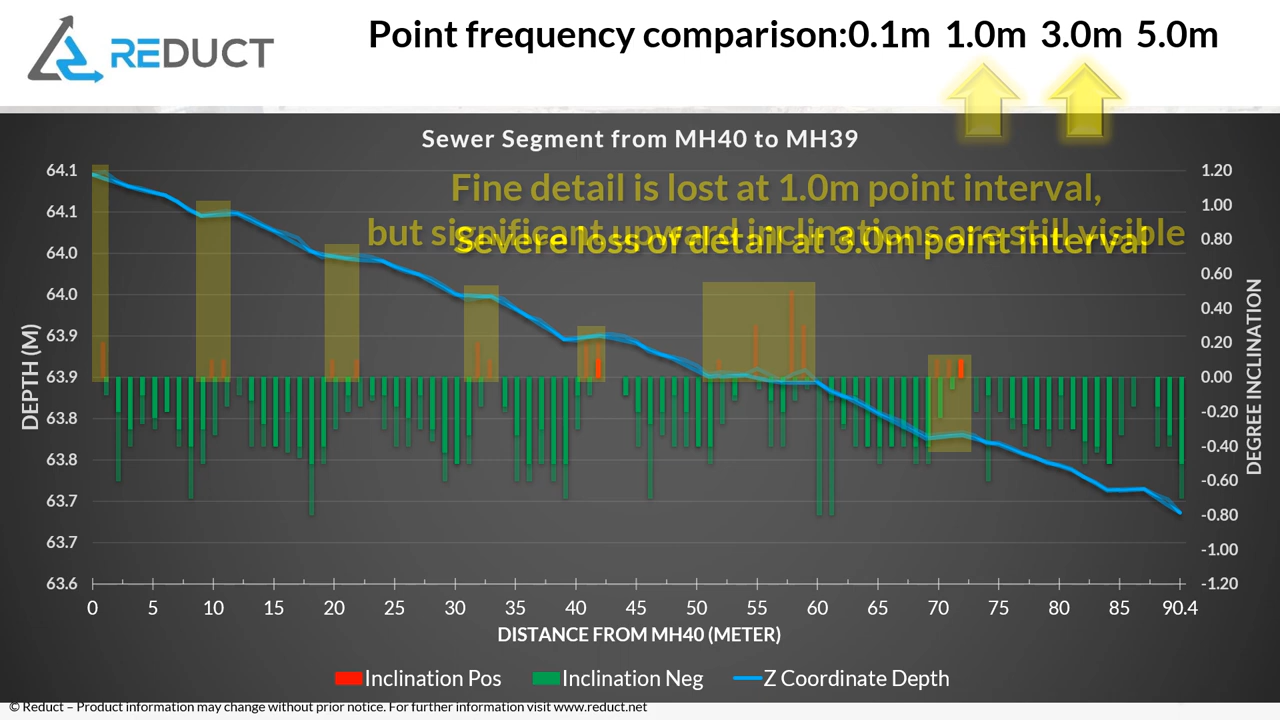 REDUCT
Point frequency comparison:0.1m 1.0m 3.0m 5.0m
Sewer Segment from MH40 to MH39
Fine detail is lost at 1.0m point interval,
but significant upward inclinations are still visible
Severe loss of detail at 3.0m point interval
DEPTH (M)
64.1
64.1
64.0
64.0
63.9
63.9
63.8
63.8
63.7
63.7
63.6
1.20
1.00
0.80
0.60
0.40
0.20
0.00
-0.20
-0.40
-0.60
-0.80
-1.00
-1.20
DEGREE INCLINATION
0 5 10 15 20 25 30 35 40 45 50 55 60 65 70 75 80 85 90.4
DISTANCE FROM MH40 (METER)
Inclination Pos Inclination Neg Z Coordinate Depth
© Reduct – Product information may change without prior notice. For further information visit www.reduct.net